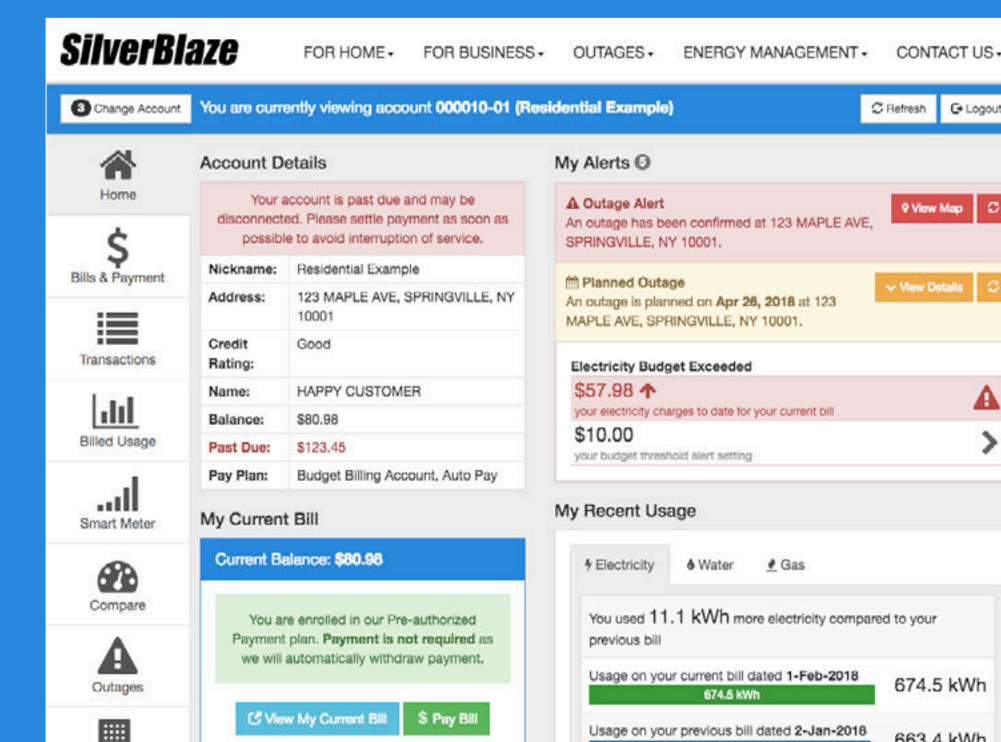 SilverBlaze
FOR HOME
FOR BUSINESS
OUTAGES
ENERGY MANAGEMENT
CONTACT US
3 Change Account
You are currently viewing account 000010-01 (Residential Example)
Refresh
Logout
Home
Bills & Payment
Transactions
Billed Usage
Smart Meter
Compare
Outages
Account Details
Your account is past due and may be
disconnected. Please settle payment as soon as
possible to avoid interruption of service.
Nickname: Residential Example
Address: 123 MAPLE AVE, SPRINGVILLE, NY
10001
Credit Good
Rating:
Name: HAPPY CUSTOMER
Balance: $80.98
Past Due: $123.45
Pay Plan: Budget Billing Account, Auto Pay
My Current Bill
Current Balance: $80.98
You are enrolled in our Pre-authorized
Payment plan. Payment is not required as
we will automatically withdraw payment.
View My Current Bill
$ Pay Bill
My Alerts 5
Outage Alert
An outage has been confirmed at 123 MAPLE AVE,
SPRINGVILLE, NY 10001.
View Map
Planned Outage
An outage is planned on Apr 26, 2018 at 123
MAPLE AVE, SPRINGVILLE, NY 10001.
View Details
Electricity Budget Exceeded
$57.98
your electricity charges to date for your current bill
$10.00
your budget threshold alert setting
My Recent Usage
Electricity
Water
Gas
You used 11.1 kWh more electricity compared to your
previous bill
Usage on your current bill dated 1-Feb-2018
674.5 kWh
674.5 kWh
Usage on your previous bill dated 2-Jan-2018
663.4 kWh